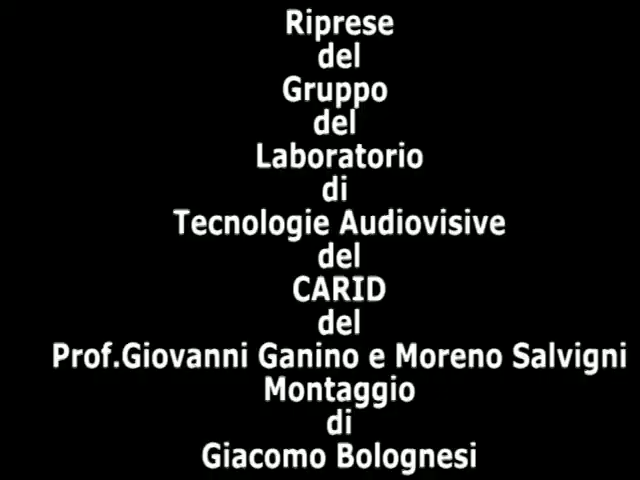 Riprese
del
Gruppo
del
Laboratorio
di
Tecnologie Audiovisive
del
CARID
del
Prof.Giovanni Ganino e Moreno Salvigni
Montaggio
di
Giacomo Bolognesi